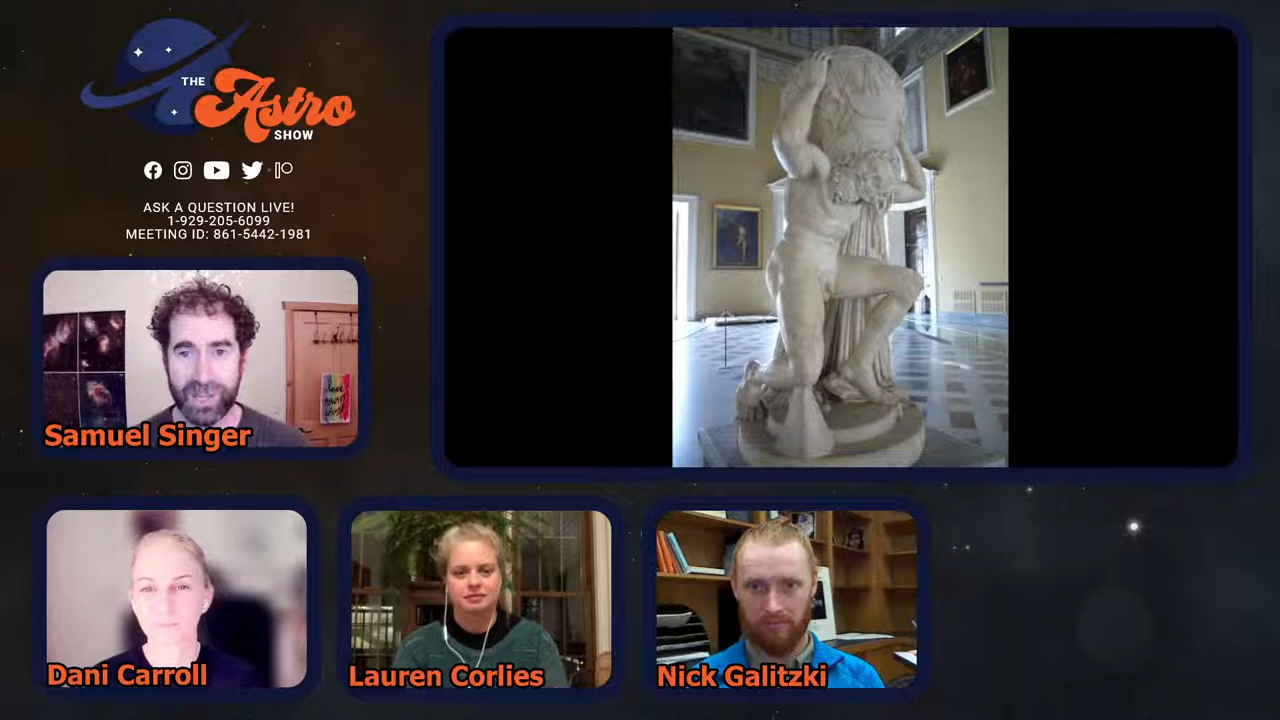 THE
Astro
SHOW
ASK A QUESTION LIVE!
1-929-205-6099
MEETING ID: 861-5442-1981
Samuel Singer
Dani Carroll
Lauren Corlies
Nick Galitzki